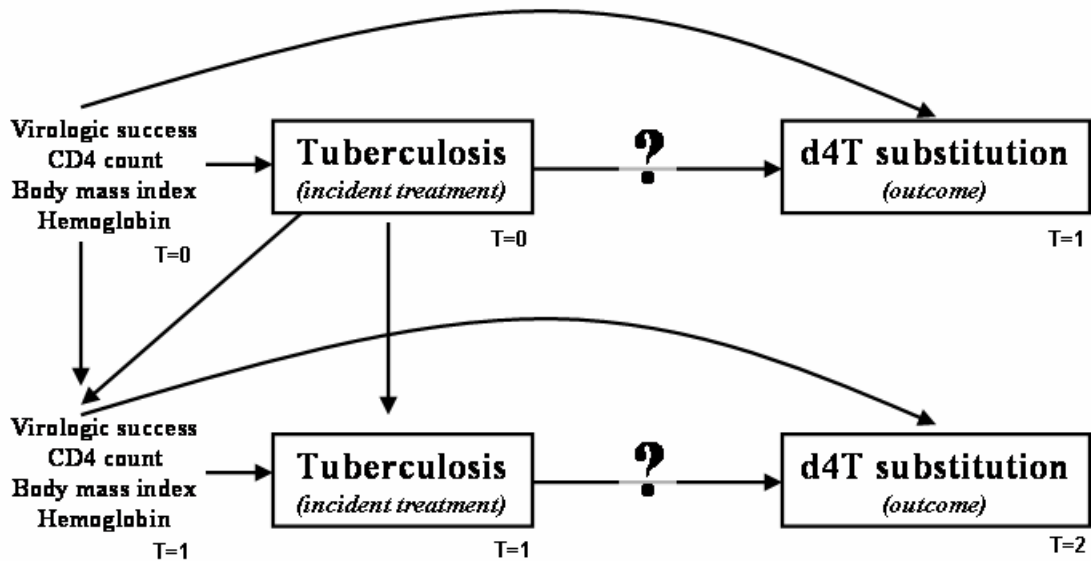 Virologic success
CD4 count
Body mass index
Hemoglobin
T=0
Tuberculosis
(incident treatment)
T=0
?
d4T substitution
(outcome)
T=1
Virologic success
CD4 count
Body mass index
Hemoglobin
T=1
Tuberculosis
(incident treatment)
T=1
?
d4T substitution
(outcome)
T=2